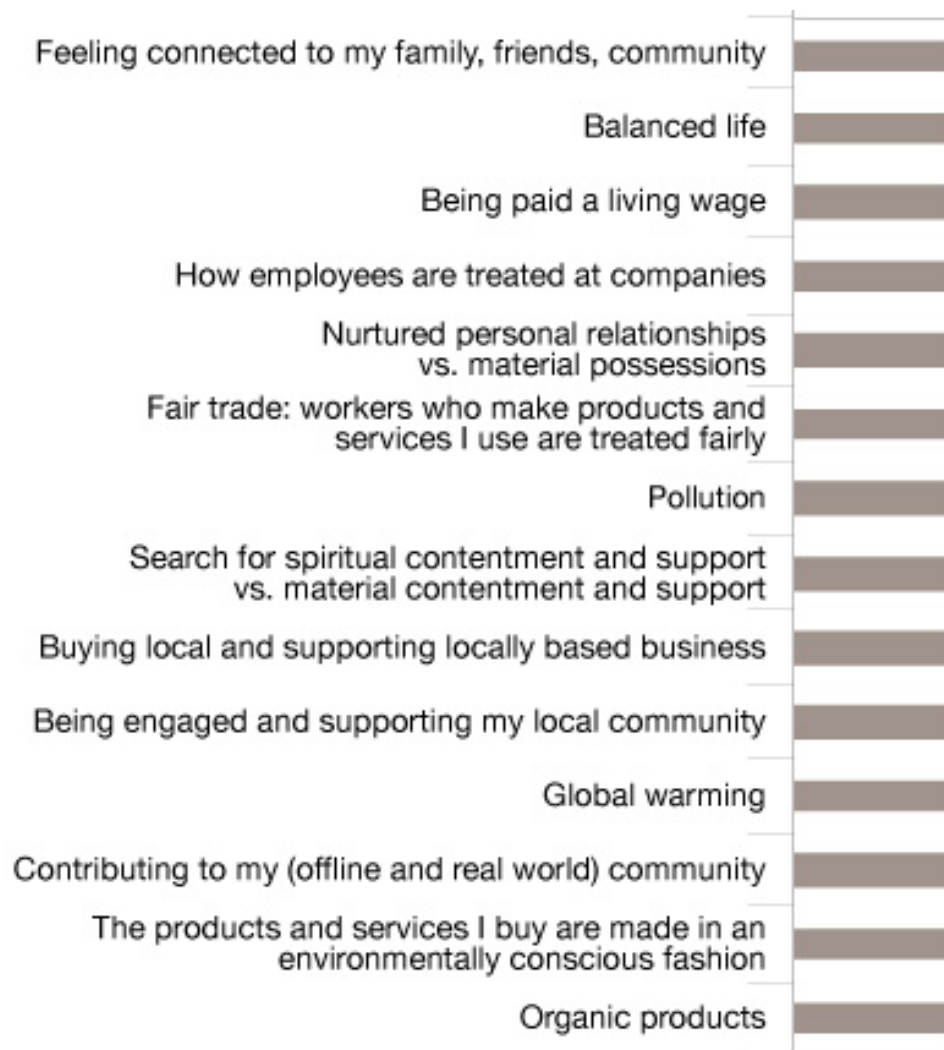 Feeling connected to my family, friends, community
Balanced life
Being paid a living wage
How employees are treated at companies
Nurtured personal relationships
vs. material possessions
Fair trade: workers who make products and
services I use are treated fairly
Pollution
Search for spiritual contentment and support
vs. material contentment and support
Buying local and supporting locally based business
Being engaged and supporting my local community
Global warming
Contributing to my (offline and real world) community
The products and services I buy are made in an
environmentally conscious fashion
Organic products